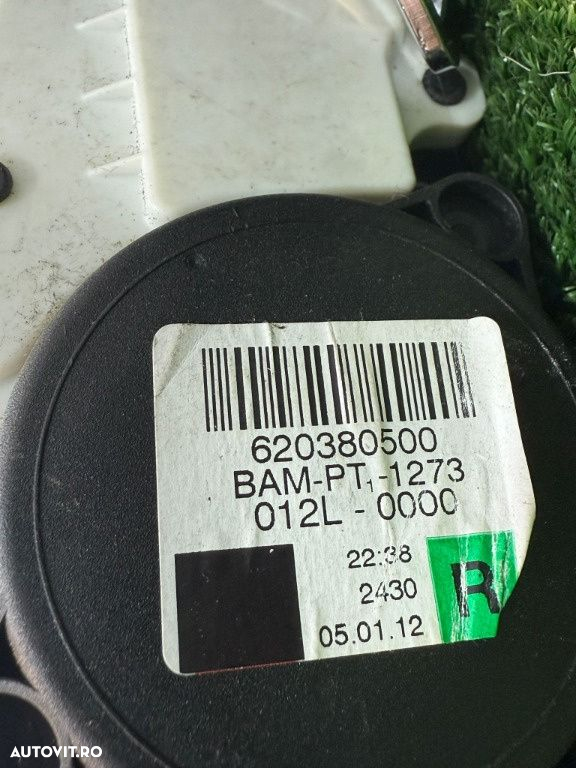 620380500
BAM-PT1-1273
012L - 0000
22:38
2430
05.01.12
R
AUTOVIT.RO